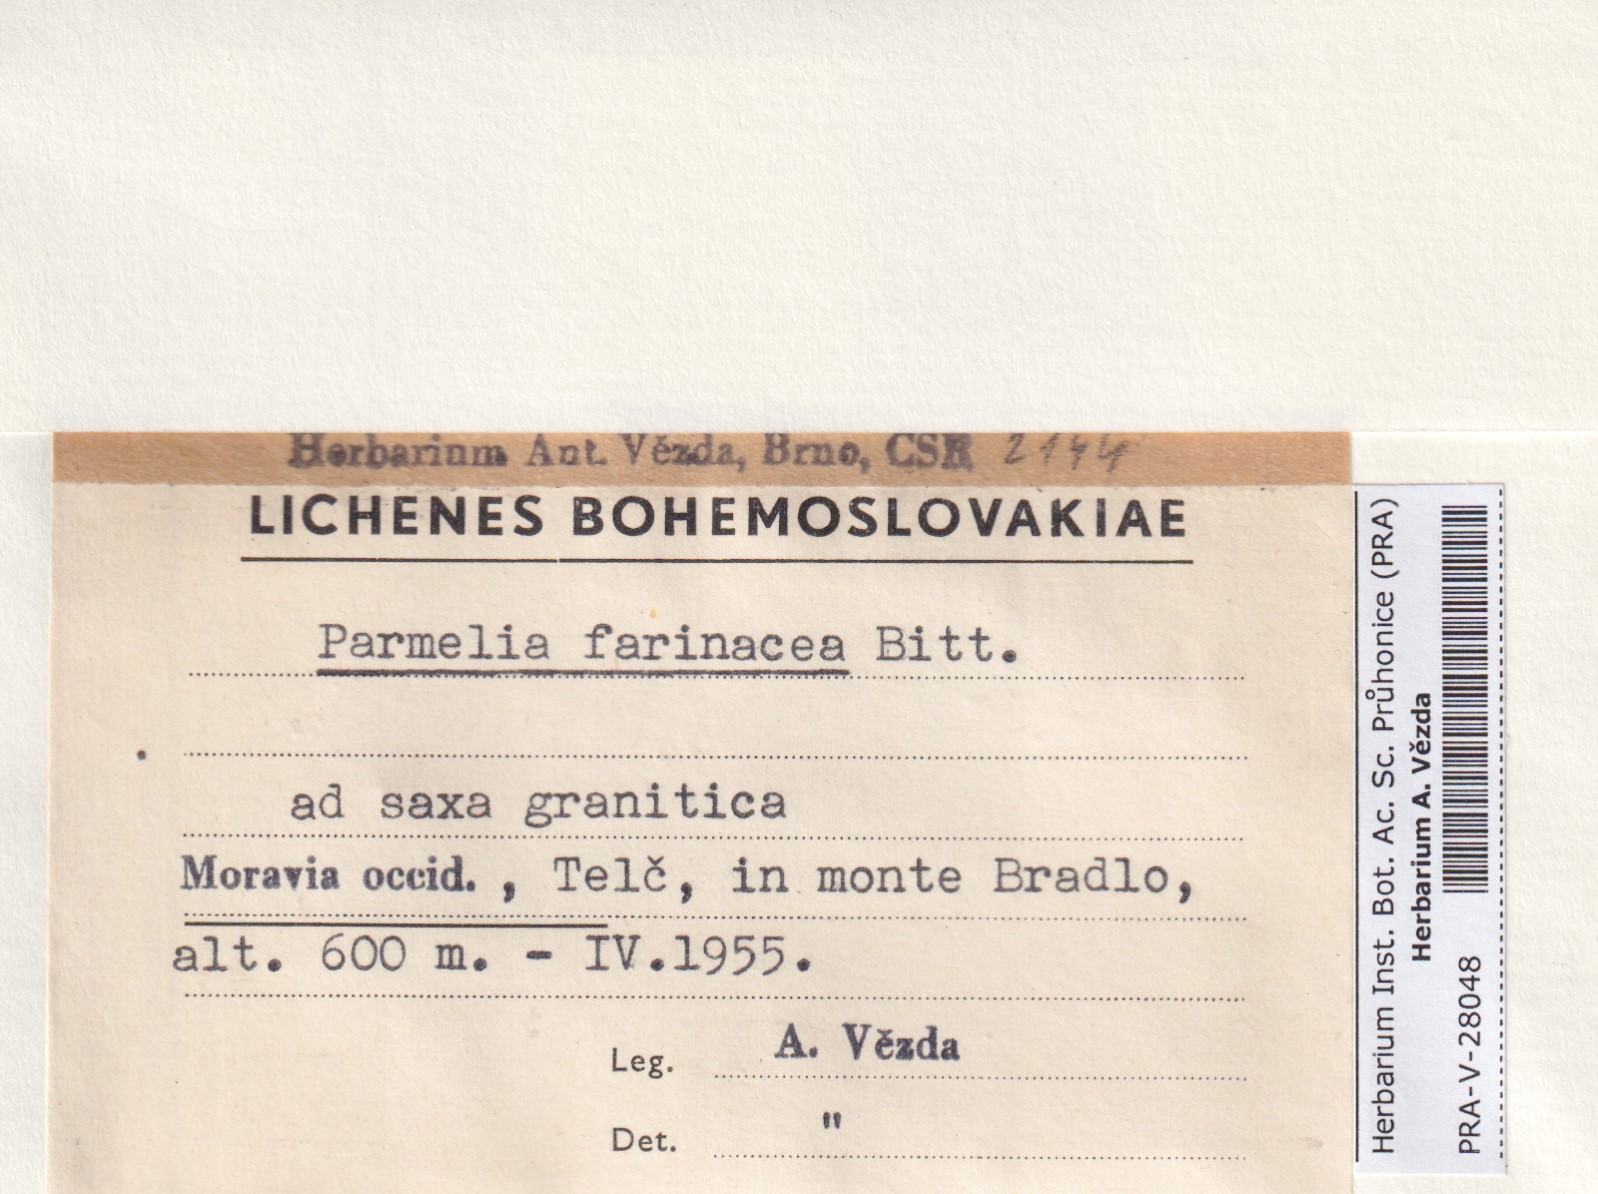 Herbarium Ant. Vězda, Brno, ČSR 2144
LICHENES BOHEMOSLOVAKIAE
Parmelia farinacea Bitt.
ad saxa granitica
Moravia occid., Telč, in monte Bradlo,
alt. 600 m. - IV.1955.
Leg. A. Vězda
Det. "
Herbarium Inst. Bot. Ac. Sc. Průhonice (PRA)
Herbarium A. Vězda
PRA-V-28048